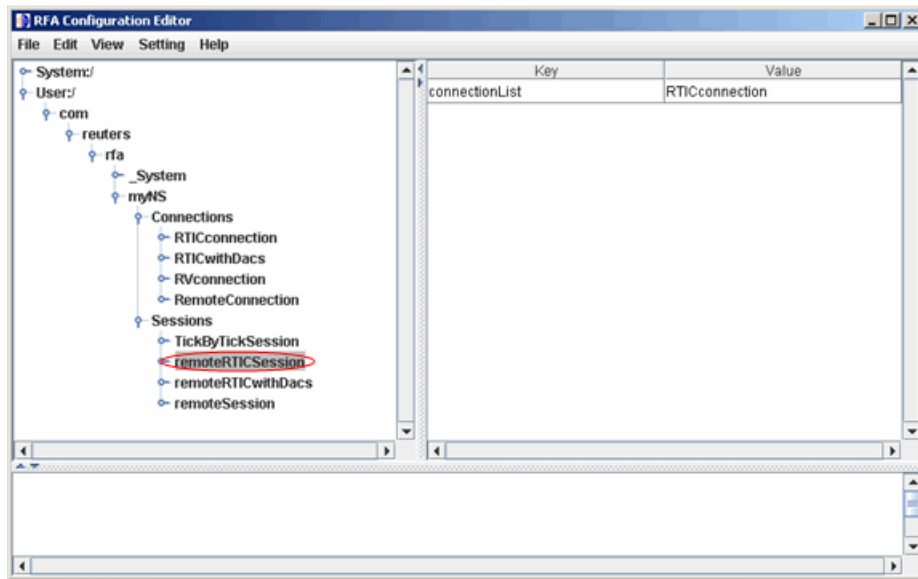 RFA Configuration Editor
File Edit View Setting Help
System:/
User:/
com
reuters
rfa
_System
myNS
Connections
RTICconnection
RTICwithDacs
RVconnection
RemoteConnection
Sessions
TickByTickSession
remoteRTICSession
remoteRTICwithDacs
remoteSession
Key Value
connectionList RTICconnection